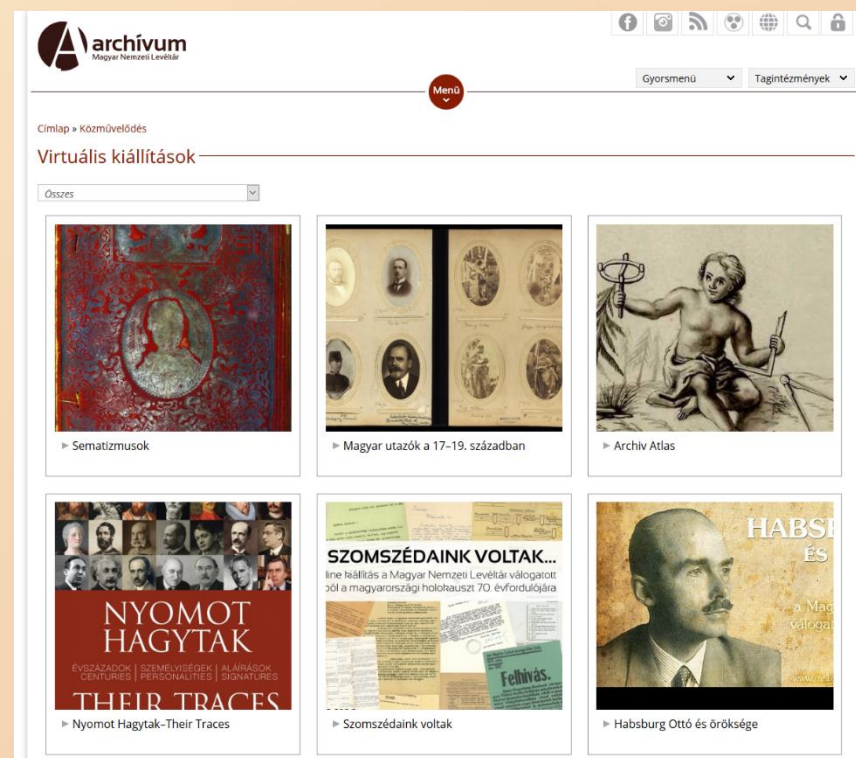 archívum
Magyar Nemzeti Levéltár
Gyorsmenü
Tagintézmények
Menü
Címlap » Közművelődés
Virtuális kiállítások
Összes
Sematizmusok
Magyar utazók a 17–19. században
Archiv Atlas
NYOMOT
HAGYTAK
ÉVSZÁZADOK | SZEMÉLYISÉGEK | ALÁÍRÁSOK
CENTURIES | PERSONALITIES | SIGNATURES
THEIR TRACES
Nyomot Hagytak–Their Traces
SZOMSZÉDAINK VOLTAK...
line kiállítás a Magyar Nemzeti Levéltár válogatott
ból a magyarországi holokauszt 70. évfordulójára
Felhívás.
Szomszédaink voltak
HABS
ÉS
a Mag
válogat
Habsburg Ottó és öröksége